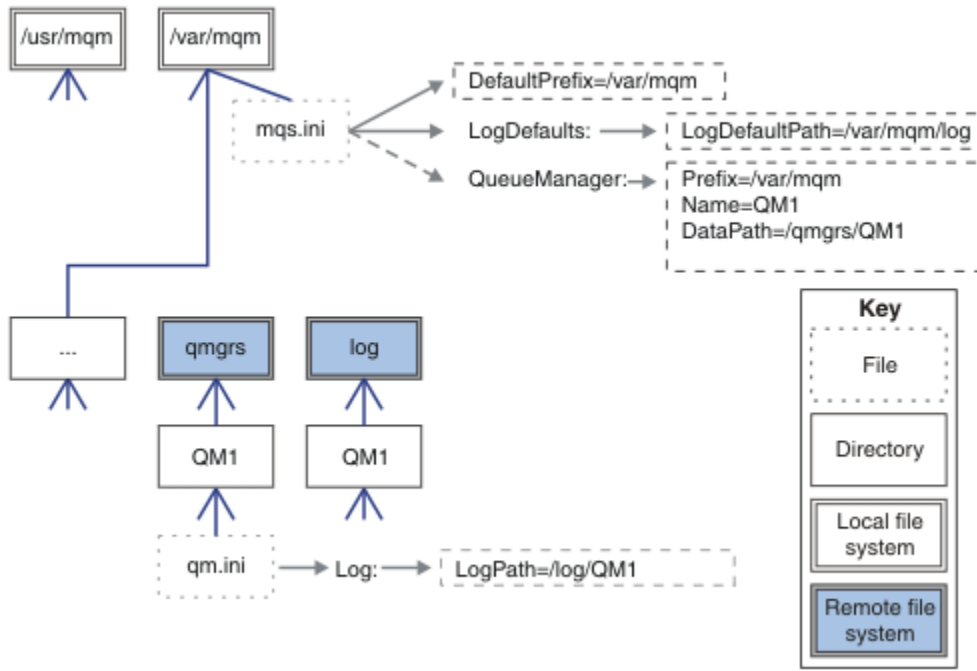 /usr/mqm
/var/mqm
DefaultPrefix=/var/mqm
mqs.ini
LogDefaults:
LogDefaultPath=/var/mqm/log
QueueManager:
Prefix=/var/mqm
Name=QM1
DataPath=/qmgrs/QM1
...
qmgrs
log
QM1
QM1
qm.ini
Log:
LogPath=/log/QM1
Key
File
Directory
Local file
system
Remote file
system